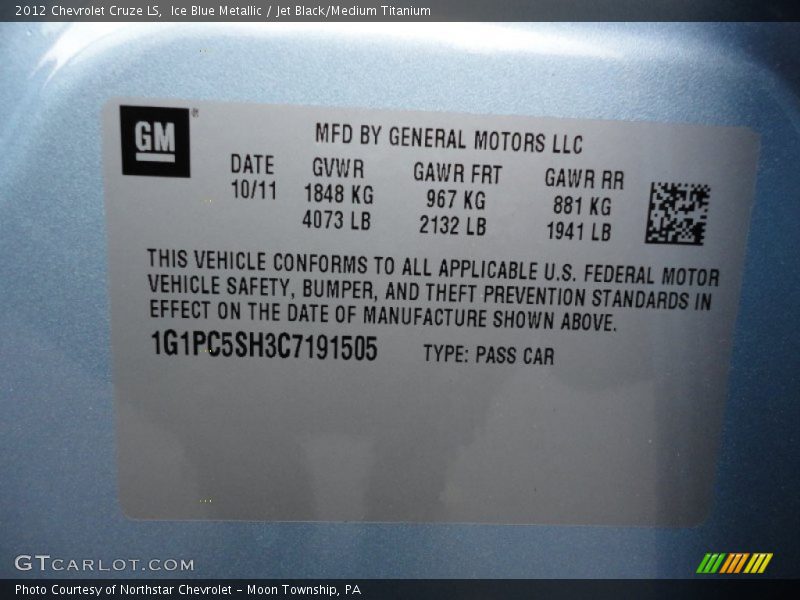 2012 Chevrolet Cruze LS,  Ice Blue Metallic / Jet Black/Medium Titanium
GM®
MFD BY GENERAL MOTORS LLC
DATE GVWR GAWR FRT GAWR RR
10/11 1848 KG 967 KG 881 KG
4073 LB 2132 LB 1941 LB
THIS VEHICLE CONFORMS TO ALL APPLICABLE U.S. FEDERAL MOTOR
VEHICLE SAFETY, BUMPER, AND THEFT PREVENTION STANDARDS IN
EFFECT ON THE DATE OF MANUFACTURE SHOWN ABOVE.
1G1PC5SH3C7191505 TYPE: PASS CAR
GTCARLOT.COM
Photo Courtesy of Northstar Chevrolet - Moon Township, PA